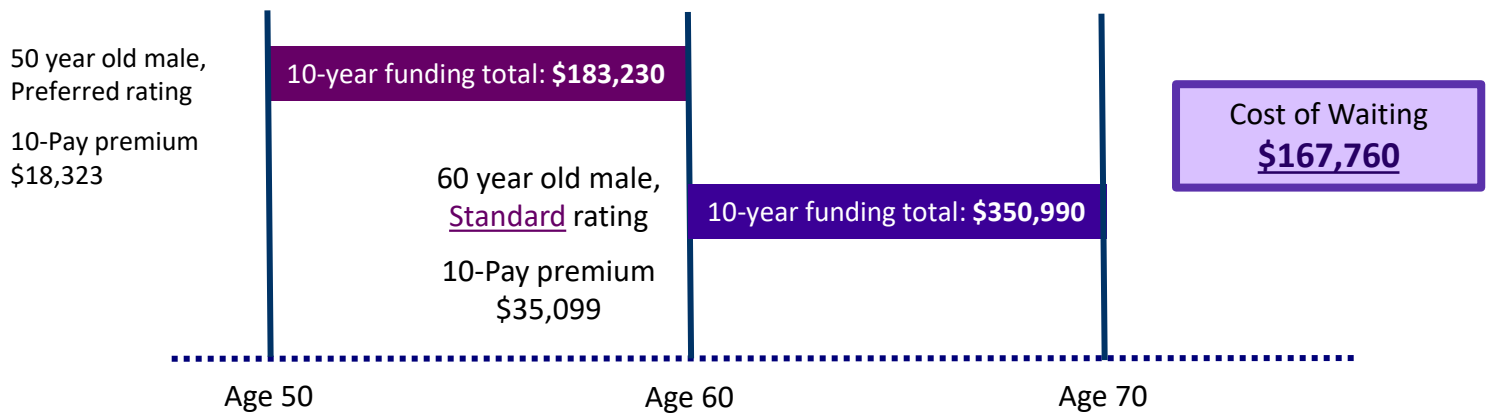 50 year old male,
Preferred rating
10-Pay premium
$18,323
10-year funding total: $183,230
60 year old male,
Standard rating
10-Pay premium
$35,099
10-year funding total: $350,990
Cost of Waiting
$167,760
Age 50
Age 60
Age 70